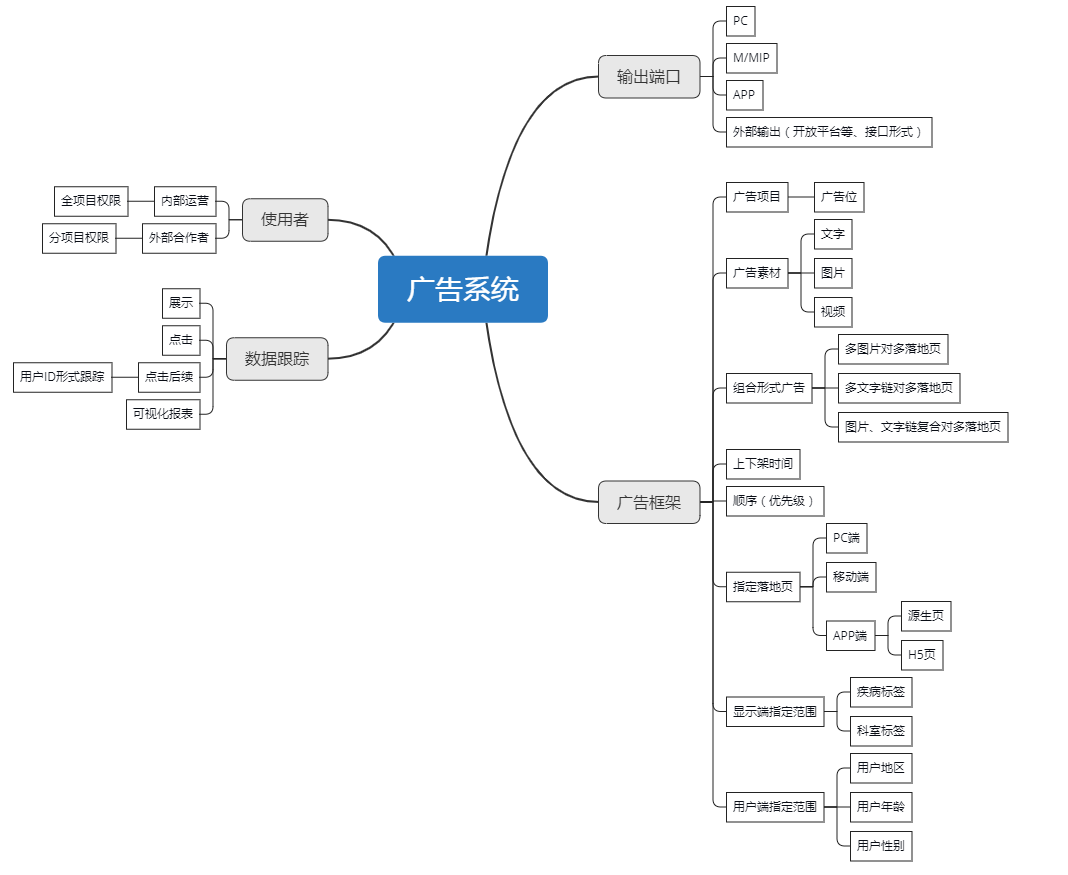 广告系统
输出端口
PC
M/MIP
APP
外部输出（开放平台等、接口形式）
广告框架
广告项目
广告位
广告素材
文字
图片
视频
组合形式广告
多图片对多落地页
多文字链对多落地页
图片、文字链复合对多落地页
上下架时间
顺序（优先级）
指定落地页
PC端
移动端
APP端
源生页
H5页
显示端指定范围
疾病标签
科室标签
用户端指定范围
用户地区
用户年龄
用户性别
使用者
内部运营
全项目权限
外部合作者
分项目权限
数据跟踪
展示
点击
点击后续
用户ID形式跟踪
可视化报表